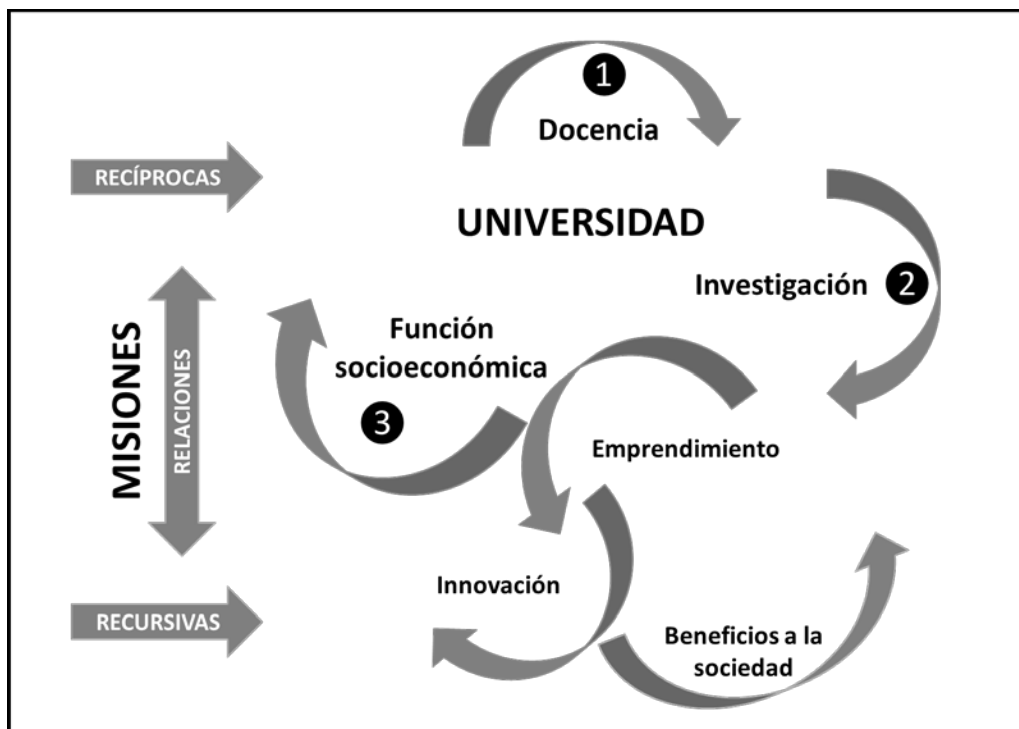 1
Docencia
RECÍPROCAS
UNIVERSIDAD
Investigación
2
Función
socioeconómica
3
MISIONES
RELACIONES
Emprendimiento
Innovación
RECURSIVAS
Beneficios a la
sociedad